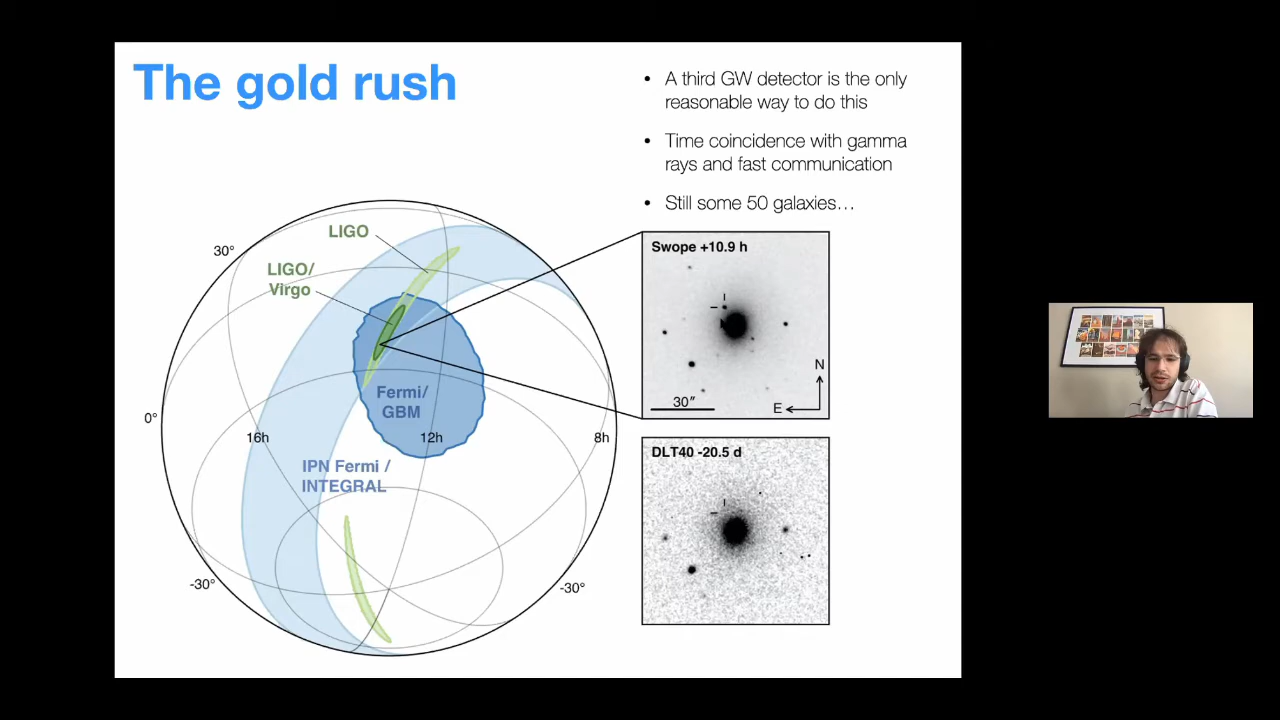 The gold rush
• A third GW detector is the only
reasonable way to do this
• Time coincidence with gamma
rays and fast communication
• Still some 50 galaxies…
LIGO
30°
LIGO/
Virgo
Fermi/
GBM
0°
16h
12h
8h
IPN Fermi /
INTEGRAL
-30°
-30°
Swope +10.9 h
N
30″
E
DLT40 -20.5 d